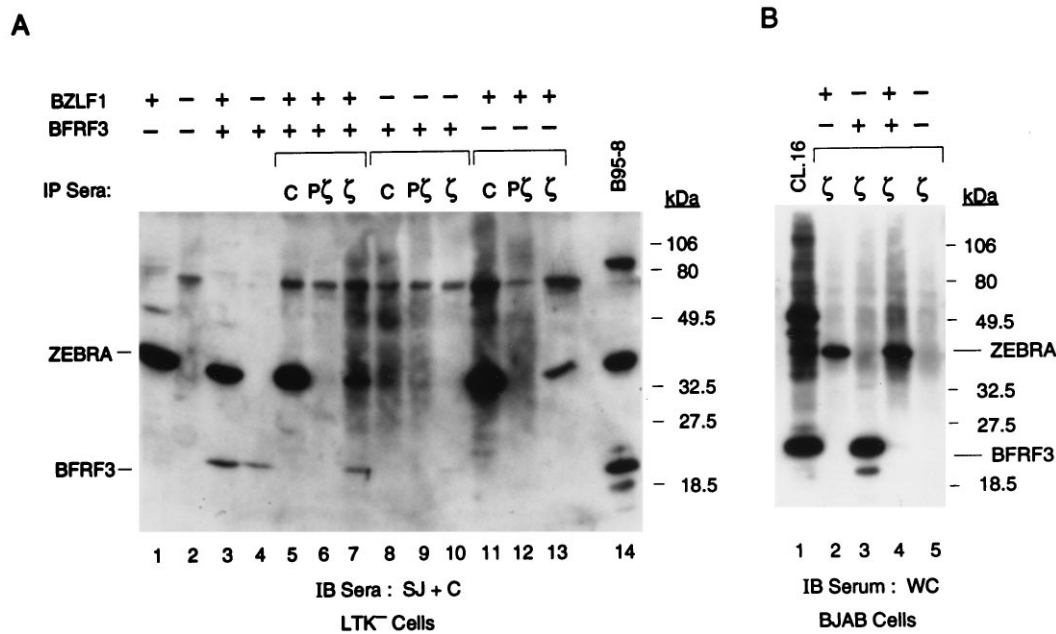 A
BZLF1 + − + − + + + − − − + + +
BFRF3 − − + + + + + + + + − − −
IP Sera: C Pζ ζ C Pζ ζ C Pζ ζ B95-8
kDa
106
80
49.5
ZEBRA
32.5
27.5
BFRF3
18.5
1 2 3 4 5 6 7 8 9 10 11 12 13 14
IB Sera : SJ + C
LTK⁻ Cells
B
+ − + −
− + + −
CL.16 ζ ζ ζ ζ
kDa
106
80
49.5
ZEBRA
32.5
27.5
BFRF3
18.5
1 2 3 4 5
IB Serum : WC
BJAB Cells